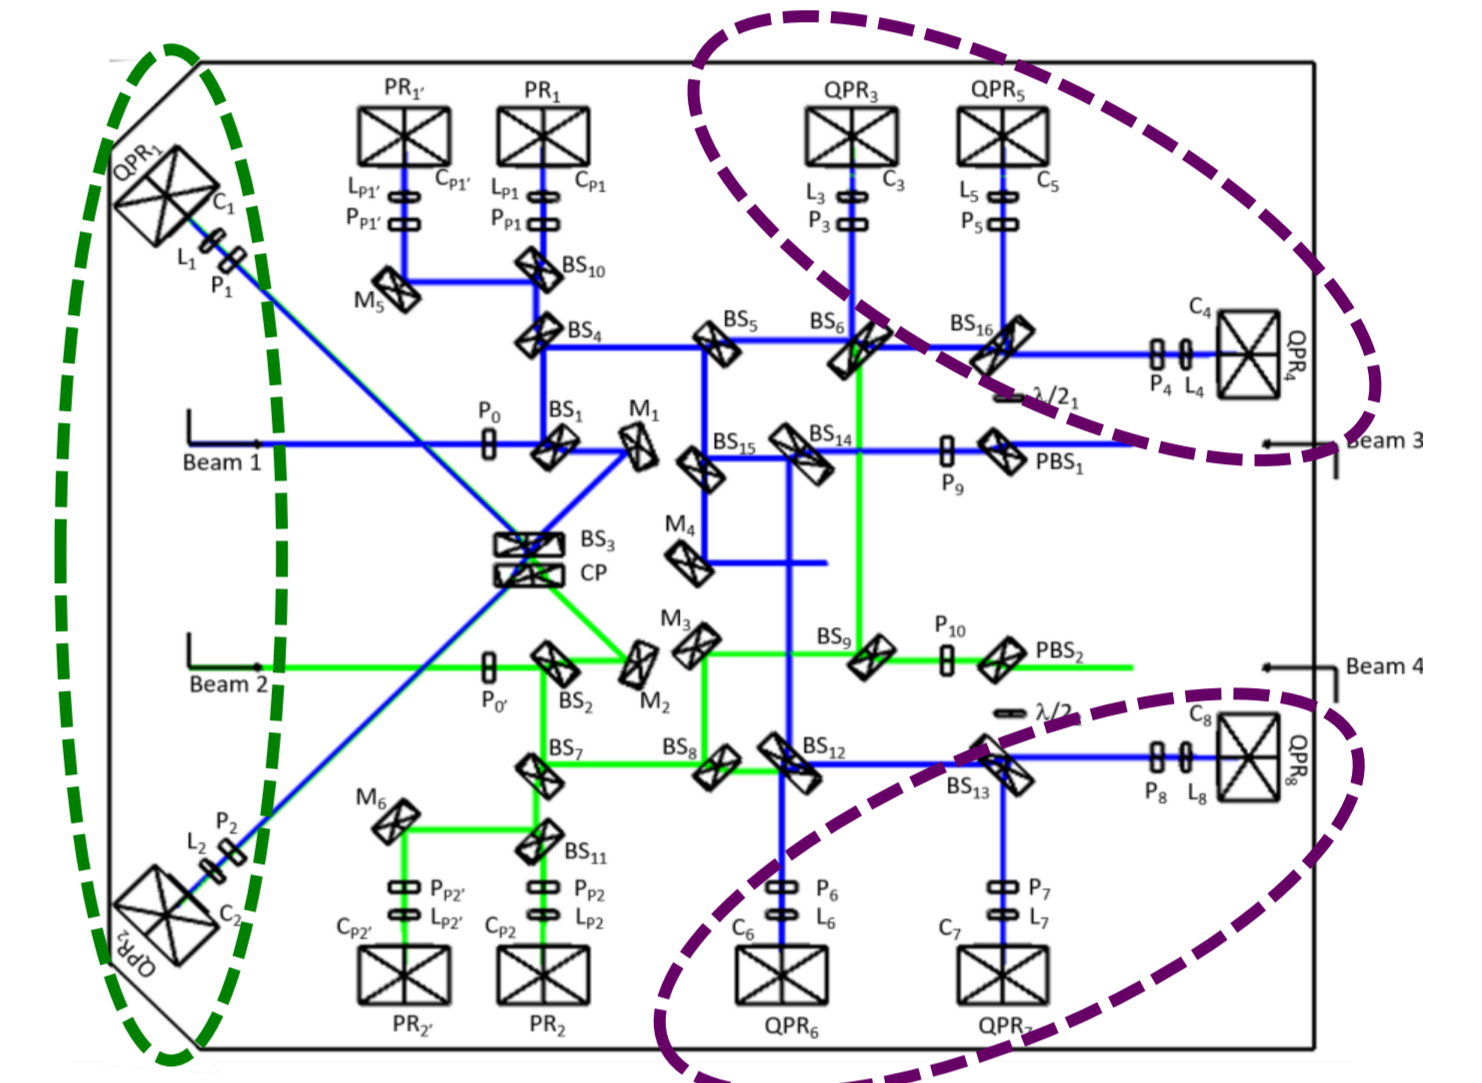 PR₁′
PR₁
QPR₃
QPR₅
QPR₁
C₁
L₁
P₁
Lₚ₁′
Cₚ₁′
Pₚ₁′
Lₚ₁
Cₚ₁
Pₚ₁
L₃
C₃
P₃
L₅
C₅
P₅
M₅
BS₁₀
BS₄
BS₅
BS₆
BS₁₆
C₄
QPR₄
P₄
L₄
λ/2₁
P₀
BS₁
M₁
BS₁₅
BS₁₄
P₉
PBS₁
Beam 1
Beam 3
M₄
BS₃
CP
M₃
BS₉
P₁₀
PBS₂
Beam 2
Beam 4
P₀′
BS₂
M₂
λ/2
BS₇
BS₈
BS₁₂
BS₁₃
C₈
QPR₈
P₈
L₈
M₆
BS₁₁
P₂
L₂
C₂
QPR₂
Pₚ₂′
Lₚ₂′
Cₚ₂′
Pₚ₂
Lₚ₂
Cₚ₂
P₆
L₆
C₆
P₇
L₇
C₇
PR₂′
PR₂
QPR₆
QPR₇